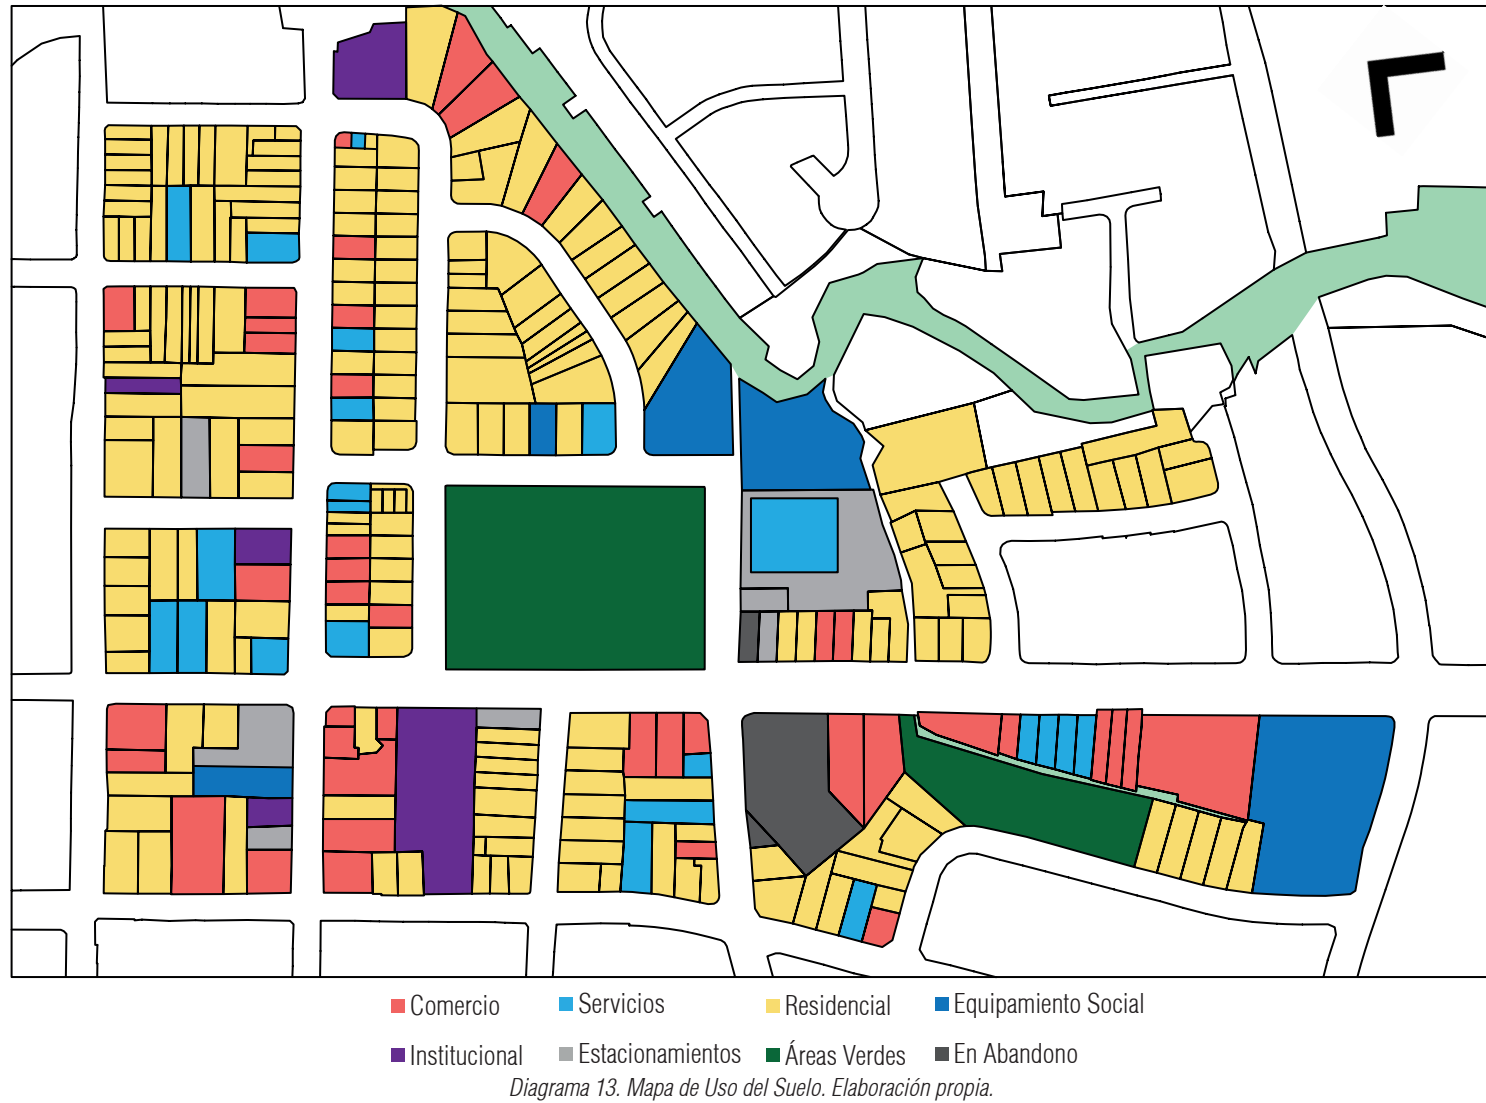 Comercio Servicios Residencial Equipamiento Social
Institucional Estacionamientos Áreas Verdes En Abandono
Diagrama 13. Mapa de Uso del Suelo. Elaboración propia.